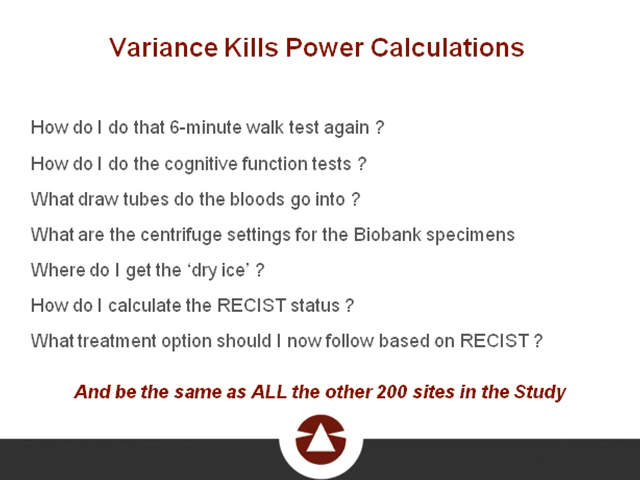 Variance Kills Power Calculations
How do I do that 6-minute walk test again ?
How do I do the cognitive function tests ?
What draw tubes do the bloods go into ?
What are the centrifuge settings for the Biobank specimens
Where do I get the ‘dry ice’ ?
How do I calculate the RECIST status ?
What treatment option should I now follow based on RECIST ?
And be the same as ALL the other 200 sites in the Study